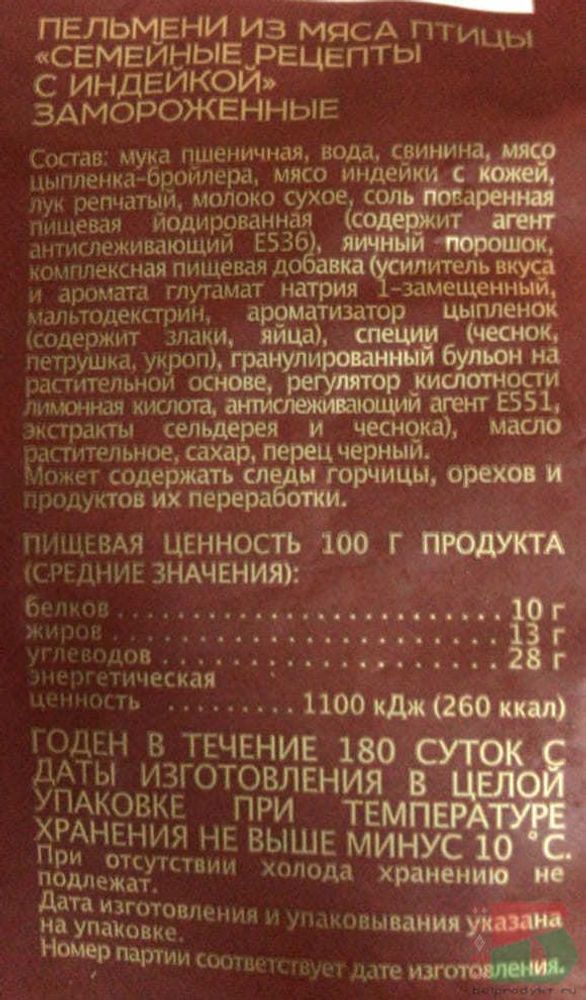 ПЕЛЬМЕНИ ИЗ МЯСА ПТИЦЫ
«СЕМЕЙНЫЕ РЕЦЕПТЫ
С ИНДЕЙКОЙ»
ЗАМОРОЖЕННЫЕ
Состав: мука пшеничная, вода, свинина, мясо
цыпленка-бройлера, мясо индейки с кожей,
лук репчатый, молоко сухое, соль поваренная
пищевая йодированная (содержит агент
антислеживающий Е536), яичный порошок,
комплексная пищевая добавка (усилитель вкуса
и аромата глутамат натрия 1-замещенный,
мальтодекстрин, ароматизатор цыпленок
(содержит злаки, яйца), специи (чеснок,
петрушка, укроп), гранулированный бульон на
растительной основе, регулятор кислотности
лимонная кислота, антислеживающий агент Е551,
экстракты сельдерея и чеснока), масло
растительное, сахар, перец черный.
Может содержать следы горчицы, орехов и
продуктов их переработки.
ПИЩЕВАЯ ЦЕННОСТЬ 100 Г ПРОДУКТА
(СРЕДНИЕ ЗНАЧЕНИЯ):
белков ........................ 10 г
жиров ........................ 13 г
углеводов ..................... 28 г
энергетическая
ценность ......... 1100 кДж (260 ккал)
ГОДЕН В ТЕЧЕНИЕ 180 СУТОК С
ДАТЫ ИЗГОТОВЛЕНИЯ В ЦЕЛОЙ
УПАКОВКЕ ПРИ ТЕМПЕРАТУРЕ
ХРАНЕНИЯ НЕ ВЫШЕ МИНУС 10 °С.
При отсутствии холода хранению не
подлежат.
Дата изготовления и упаковывания указана
на упаковке.
Номер партии соответствует дате изготовления.
belprodykt.ru